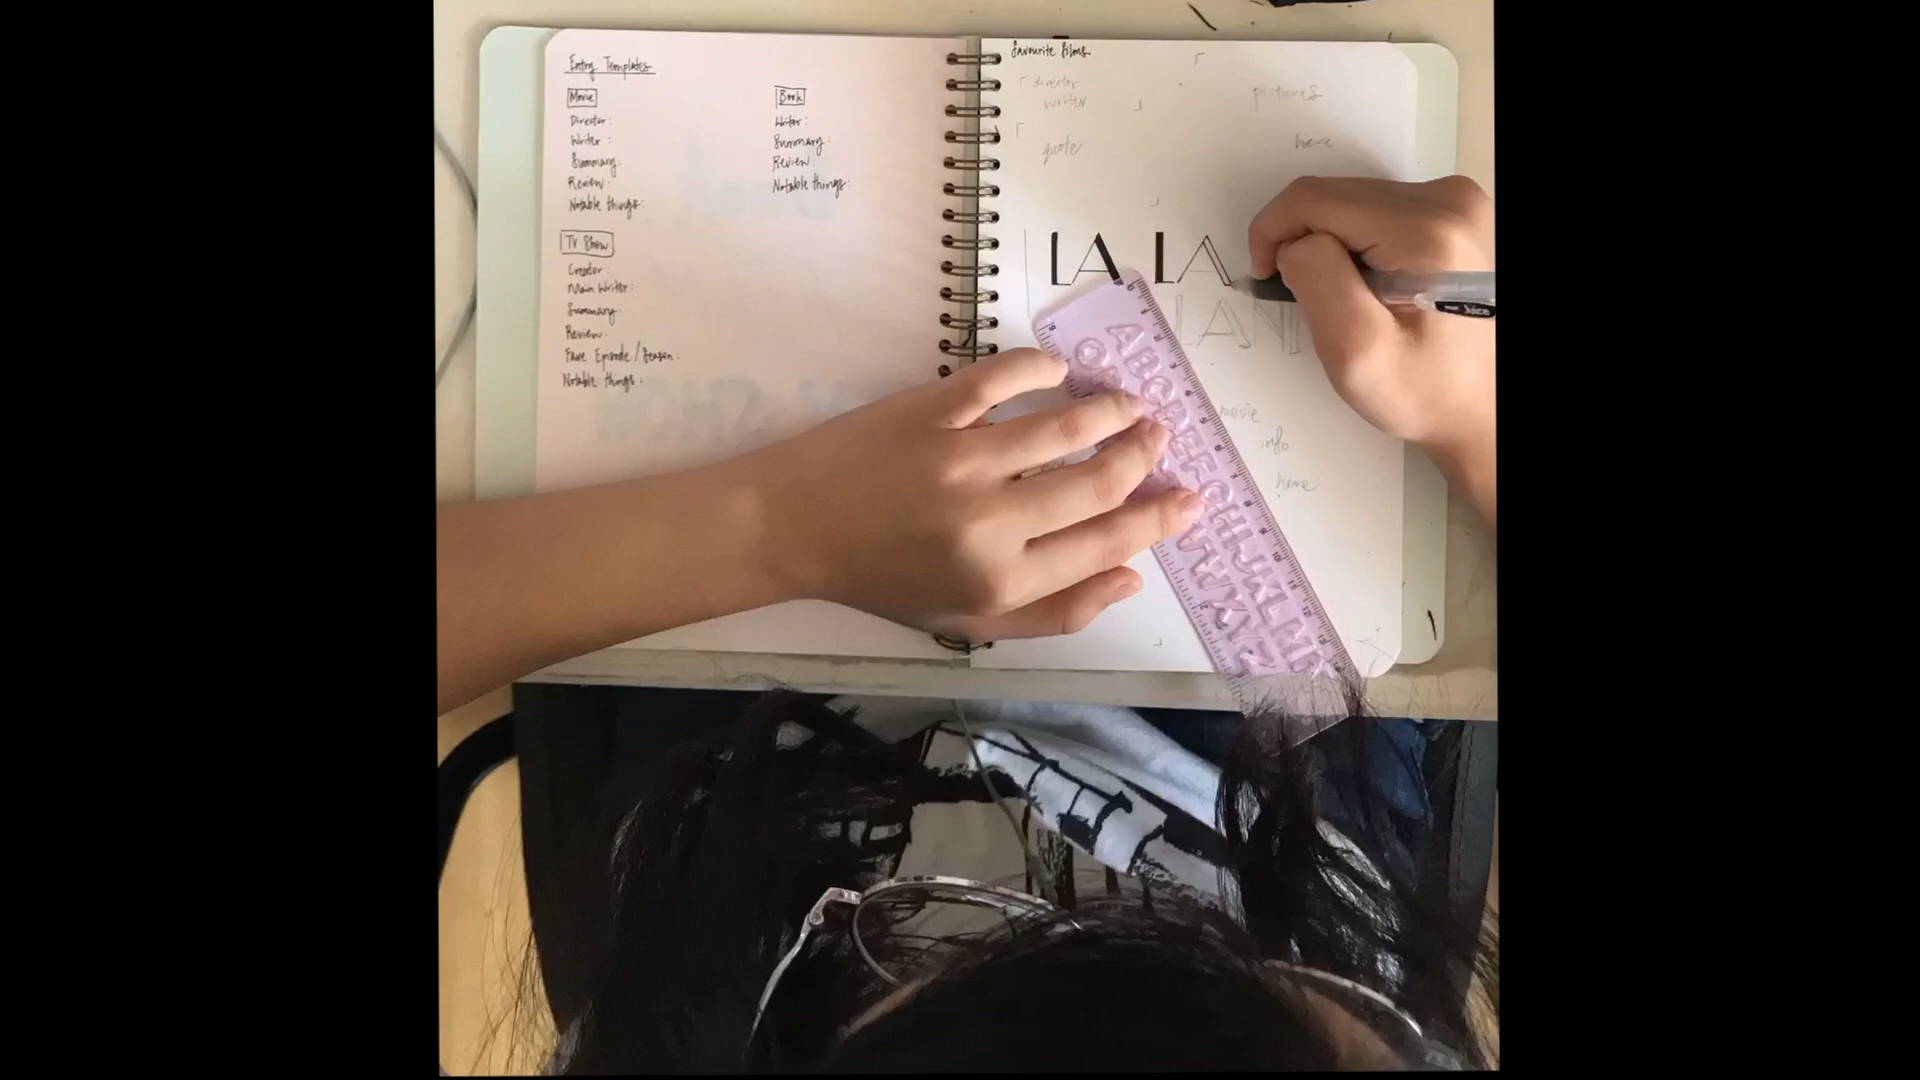 Entry Templates
Movie
Director:
Writer:
Summary:
Review:
Notable things:
TV Show
Creator:
Main Writer:
Summary:
Review:
Fave Episode/Season:
Notable things:
Book
Writer:
Summary:
Review:
Notable things:
favourite films
director
writer
pictures
here
quote
LA LA
LAN
movie
info
here
juice